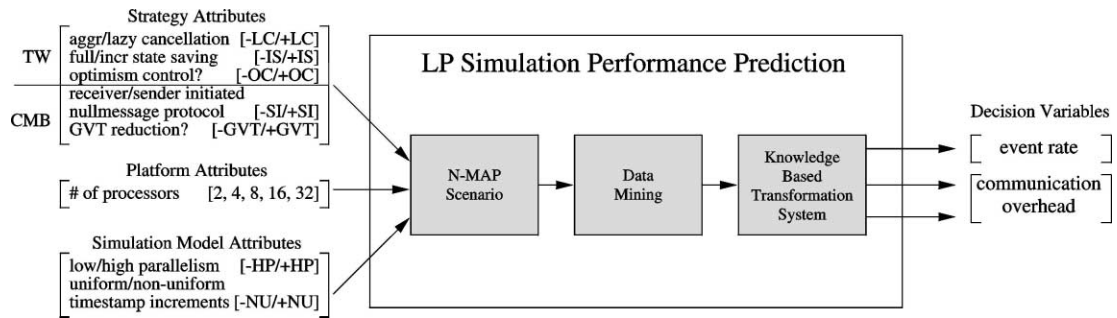 Strategy Attributes
TW
aggr/lazy cancellation [-LC/+LC]
full/incr state saving [-IS/+IS]
optimism control? [-OC/+OC]
CMB
receiver/sender initiated
nullmessage protocol [-SI/+SI]
GVT reduction? [-GVT/+GVT]
Platform Attributes
# of processors [2, 4, 8, 16, 32]
Simulation Model Attributes
low/high parallelism [-HP/+HP]
uniform/non-uniform
timestamp increments [-NU/+NU]
LP Simulation Performance Prediction
N-MAP
Scenario
Data
Mining
Knowledge
Based
Transformation
System
Decision Variables
event rate
communication
overhead